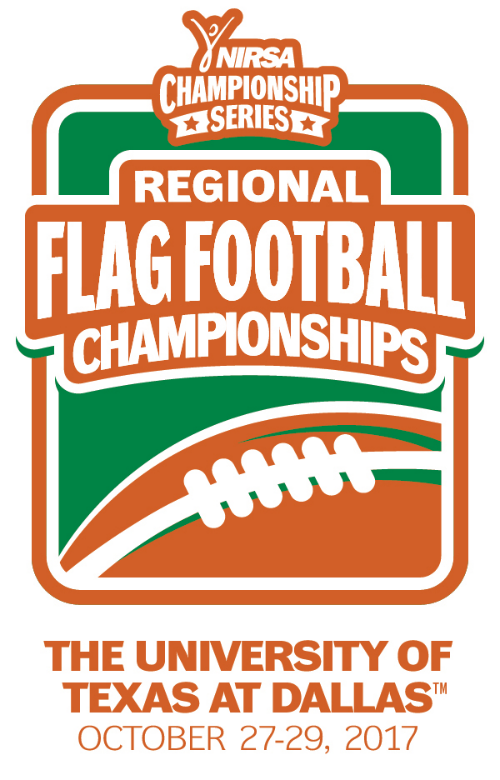 NIRSA
CHAMPIONSHIP
SERIES
REGIONAL
FLAG FOOTBALL
CHAMPIONSHIPS
THE UNIVERSITY OF
TEXAS AT DALLAS™
OCTOBER 27-29, 2017